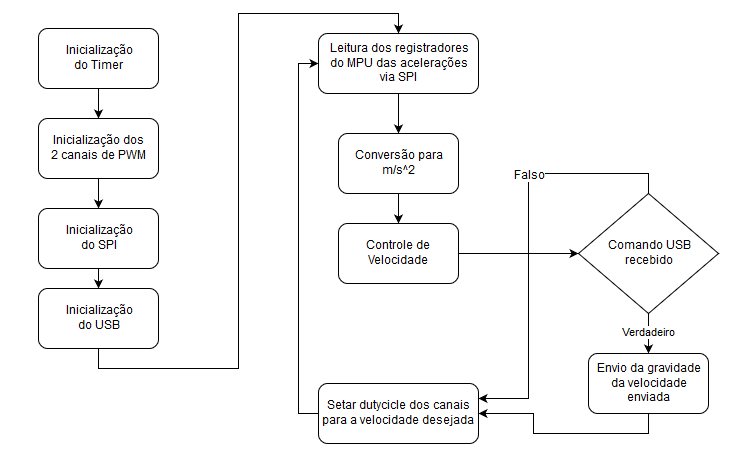 Inicialização
do Timer
Inicialização dos
2 canais de PWM
Inicialização
do SPI
Inicialização
do USB
Leitura dos registradores
do MPU das acelerações
via SPI
Conversão para
m/s^2
Controle de
Velocidade
Falso
Comando USB
recebido
Verdadeiro
Envio da gravidade
da velocidade
enviada
Setar dutycicle dos canais
para a velocidade desejada